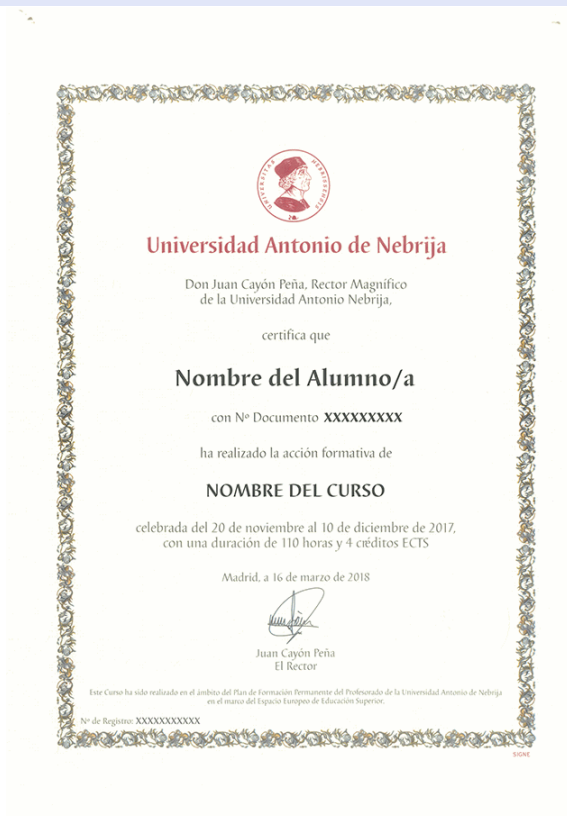 UNIVERSITAS NEBRISSENSIS
Universidad Antonio de Nebrija
Don Juan Cayón Peña, Rector Magnífico
de la Universidad Antonio Nebrija,
certifica que
Nombre del Alumno/a
con Nº Documento XXXXXXXXX
ha realizado la acción formativa de
NOMBRE DEL CURSO
celebrada del 20 de noviembre al 10 de diciembre de 2017,
con una duración de 110 horas y 4 créditos ECTS
Madrid, a 16 de marzo de 2018
Juan Cayón Peña
El Rector
Este Curso ha sido realizado en el ámbito del Plan de Formación Permanente del Profesorado de la Universidad Antonio de Nebrija
en el marco del Espacio Europeo de Educación Superior.
Nº de Registro: XXXXXXXXXXX
SIGNE